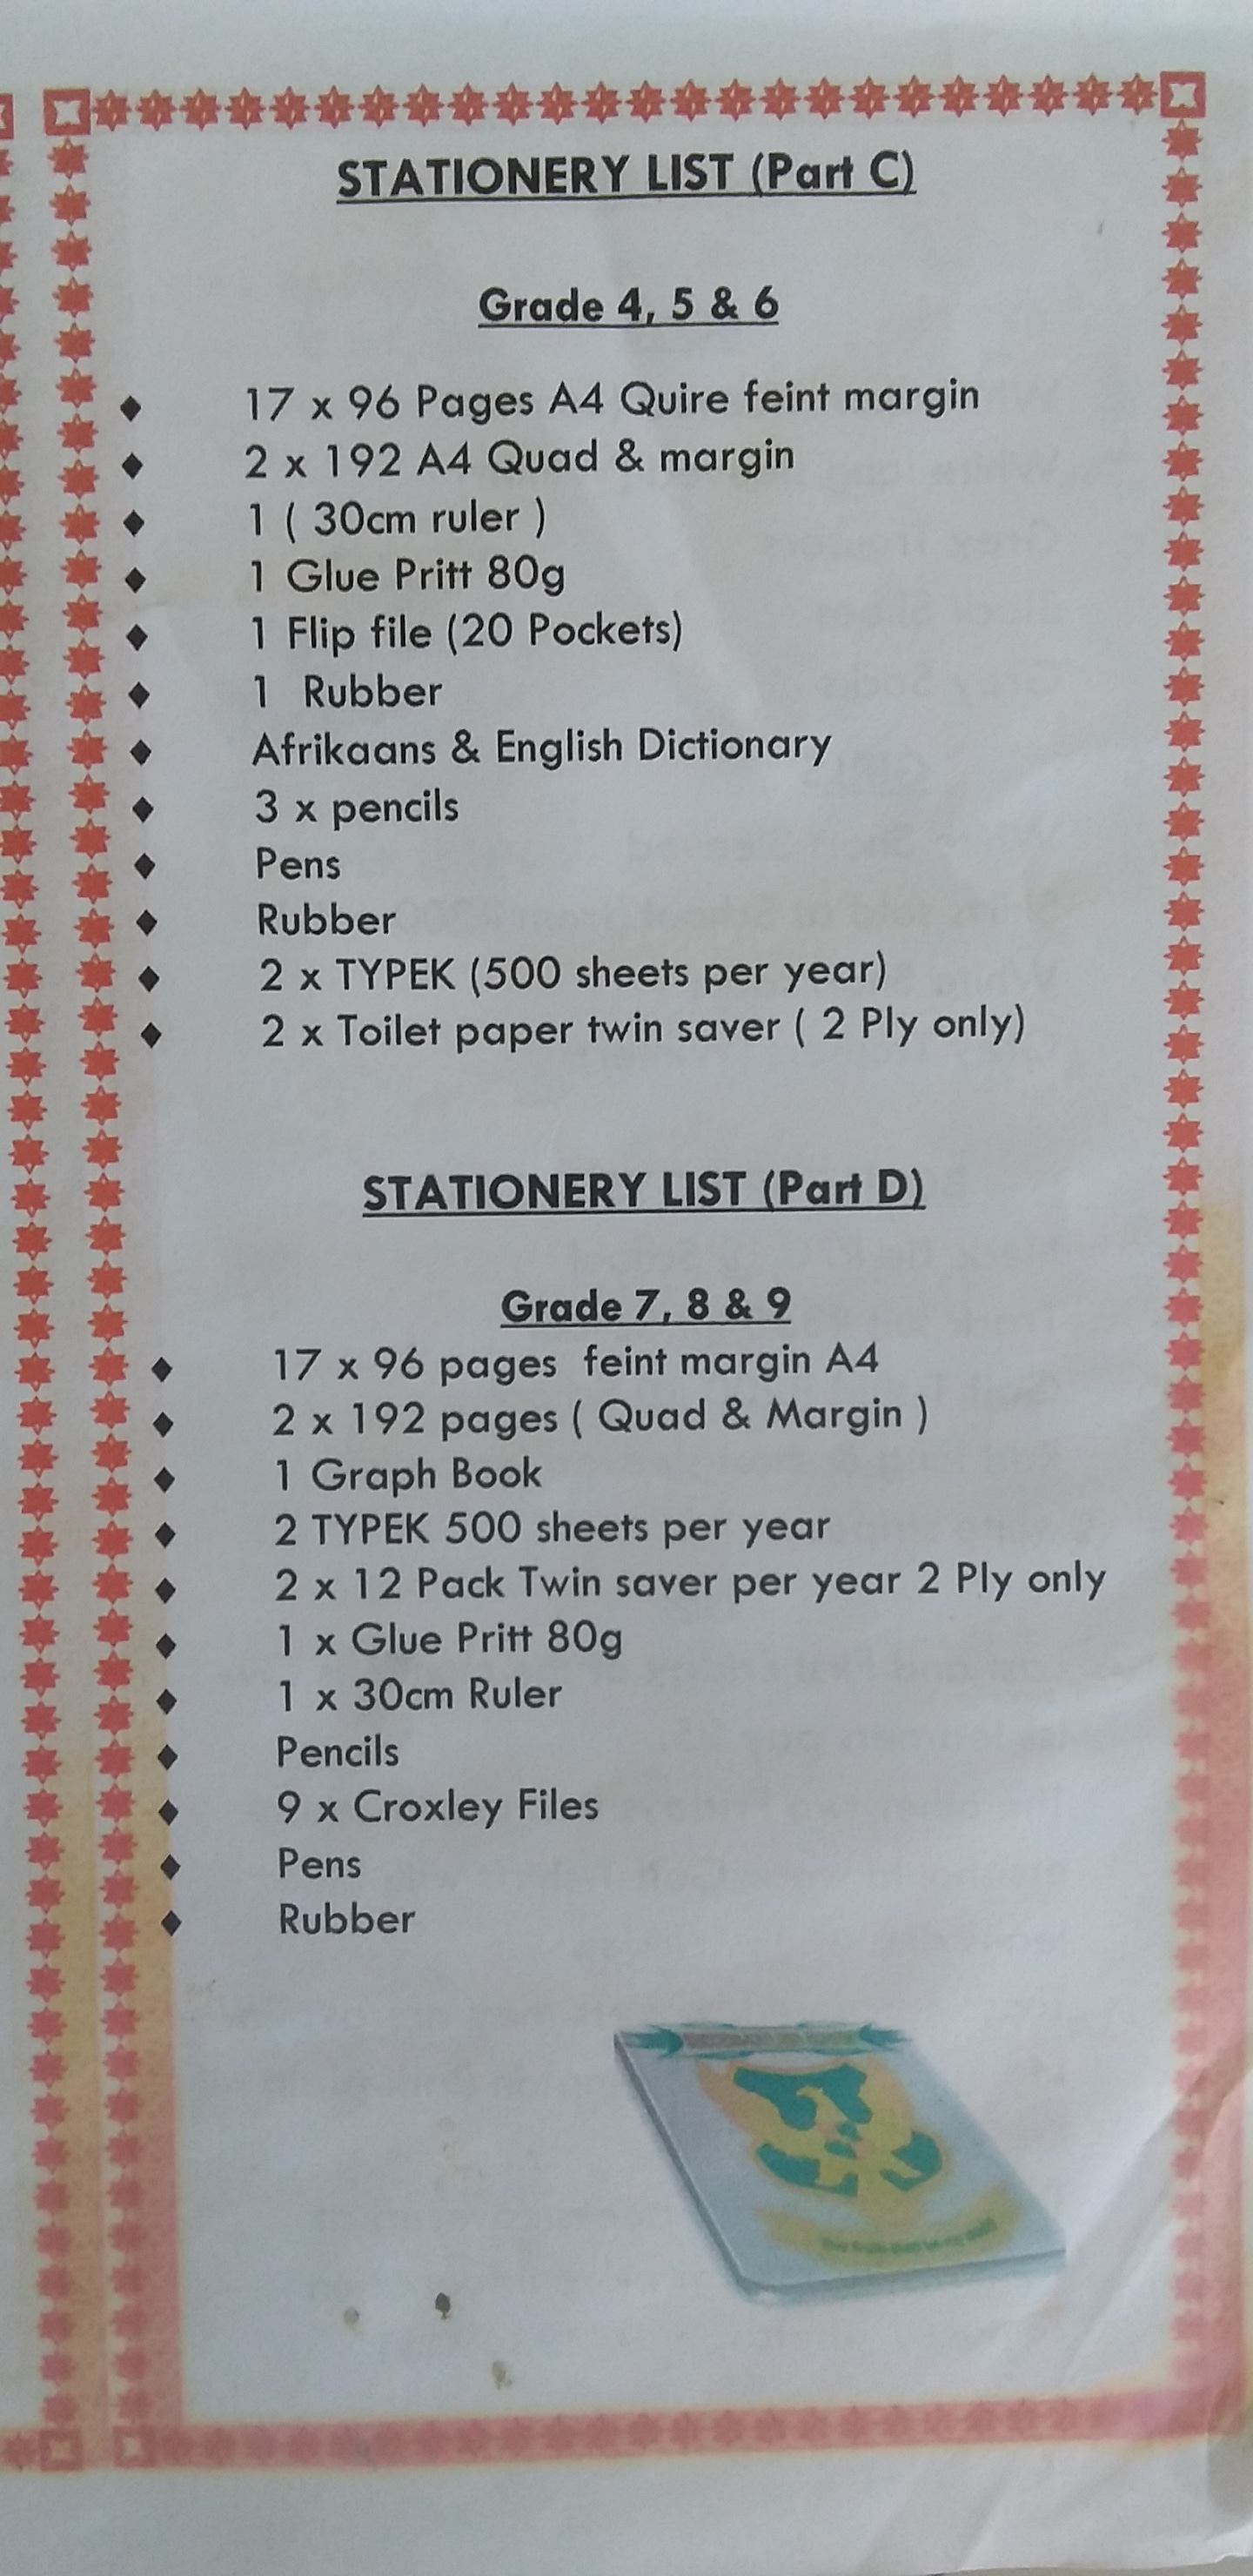 STATIONERY LIST (Part C)
Grade 4, 5 & 6
♦ 17 x 96 Pages A4 Quire feint margin
♦ 2 x 192 A4 Quad & margin
♦ 1 ( 30cm ruler )
♦ 1 Glue Pritt 80g
♦ 1 Flip file (20 Pockets)
♦ 1 Rubber
♦ Afrikaans & English Dictionary
♦ 3 x pencils
♦ Pens
♦ Rubber
♦ 2 x TYPEK (500 sheets per year)
♦ 2 x Toilet paper twin saver ( 2 Ply only)
STATIONERY LIST (Part D)
Grade 7, 8 & 9
♦ 17 x 96 pages feint margin A4
♦ 2 x 192 pages ( Quad & Margin )
♦ 1 Graph Book
♦ 2 TYPEK 500 sheets per year
♦ 2 x 12 Pack Twin saver per year 2 Ply only
♦ 1 x Glue Pritt 80g
♦ 1 x 30cm Ruler
♦ Pencils
♦ 9 x Croxley Files
♦ Pens
♦ Rubber